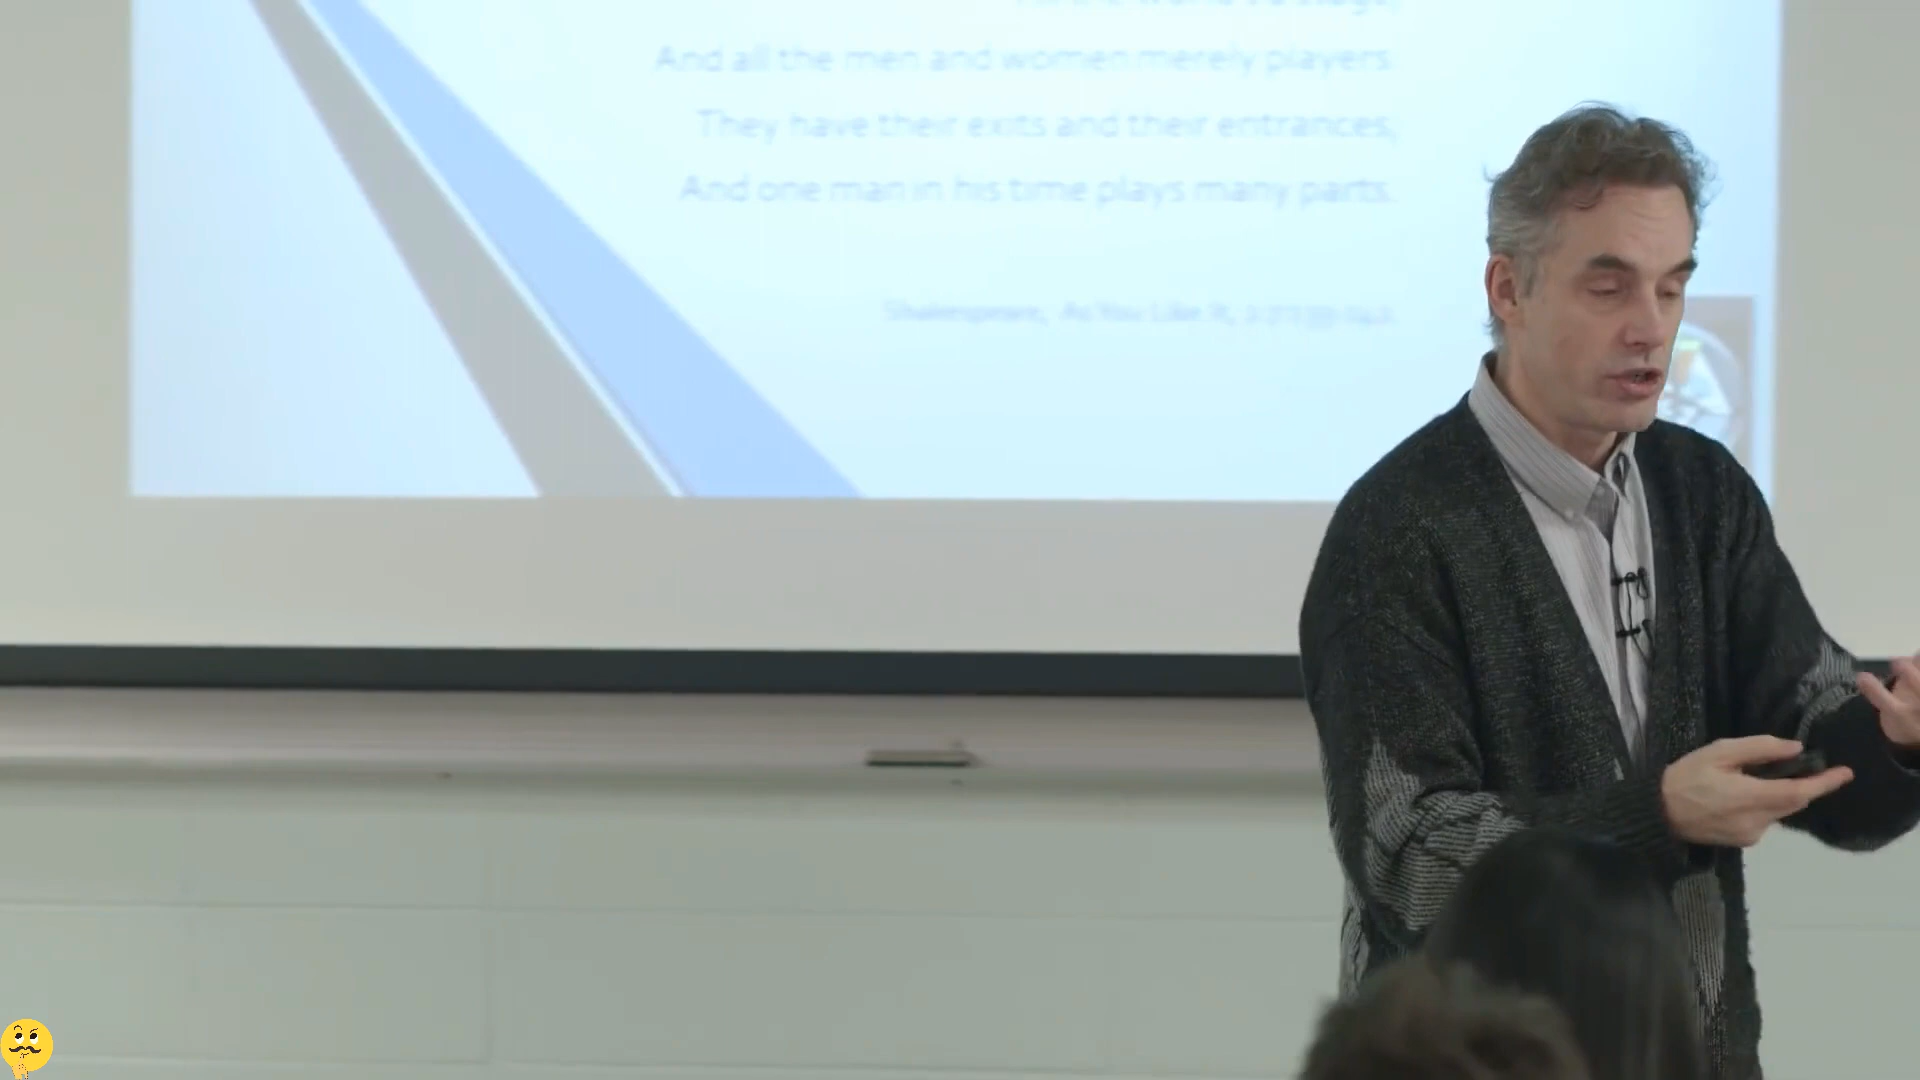 And all the men and women merely players:
They have their exits and their entrances;
And one man in his time plays many parts.
Shakespeare, As You Like It,